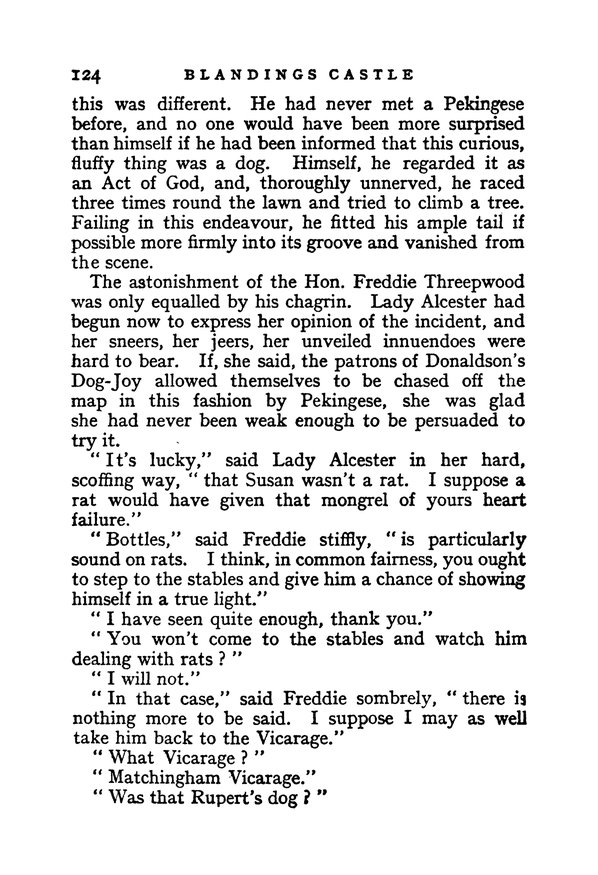 124 BLANDINGS CASTLE
this was different. He had never met a Pekingese
before, and no one would have been more surprised
than himself if he had been informed that this curious,
fluffy thing was a dog. Himself, he regarded it as
an Act of God, and, thoroughly unnerved, he raced
three times round the lawn and tried to climb a tree.
Failing in this endeavour, he fitted his ample tail if
possible more firmly into its groove and vanished from
the scene.
The astonishment of the Hon. Freddie Threepwood
was only equalled by his chagrin. Lady Alcester had
begun now to express her opinion of the incident, and
her sneers, her jeers, her unveiled innuendoes were
hard to bear. If, she said, the patrons of Donaldson's
Dog-Joy allowed themselves to be chased off the
map in this fashion by Pekingese, she was glad
she had never been weak enough to be persuaded to
try it.
" It's lucky," said Lady Alcester in her hard,
scoffing way, " that Susan wasn't a rat. I suppose a
rat would have given that mongrel of yours heart
failure."
" Bottles," said Freddie stiffly, " is particularly
sound on rats. I think, in common fairness, you ought
to step to the stables and give him a chance of showing
himself in a true light."
" I have seen quite enough, thank you."
" You won't come to the stables and watch him
dealing with rats ? "
" I will not."
" In that case," said Freddie sombrely, " there is
nothing more to be said. I suppose I may as well
take him back to the Vicarage."
" What Vicarage ? "
" Matchingham Vicarage."
" Was that Rupert's dog ? "